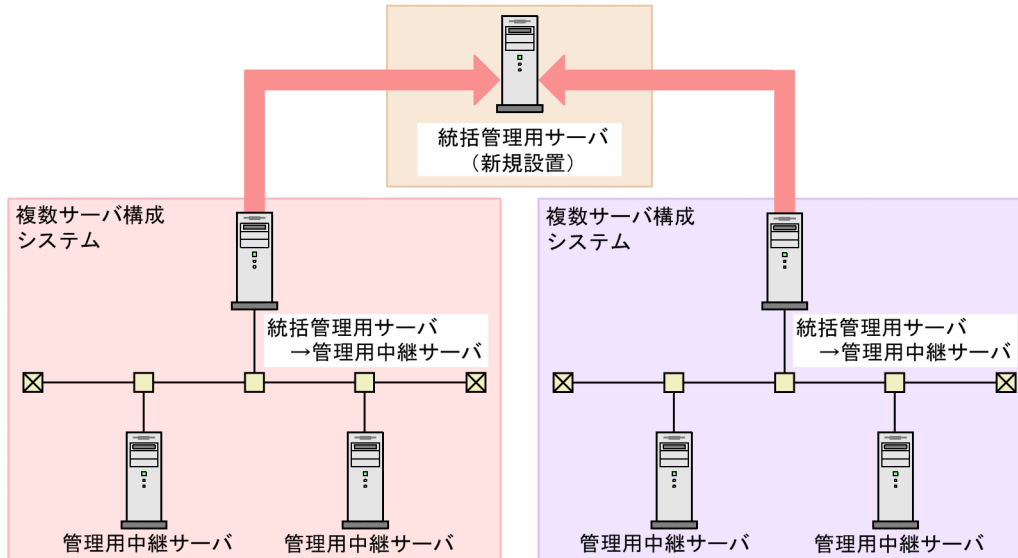 統括管理用サーバ
（新規設置）
複数サーバ構成
システム
統括管理用サーバ
→管理用中継サーバ
管理用中継サーバ
管理用中継サーバ
複数サーバ構成
システム
統括管理用サーバ
→管理用中継サーバ
管理用中継サーバ
管理用中継サーバ